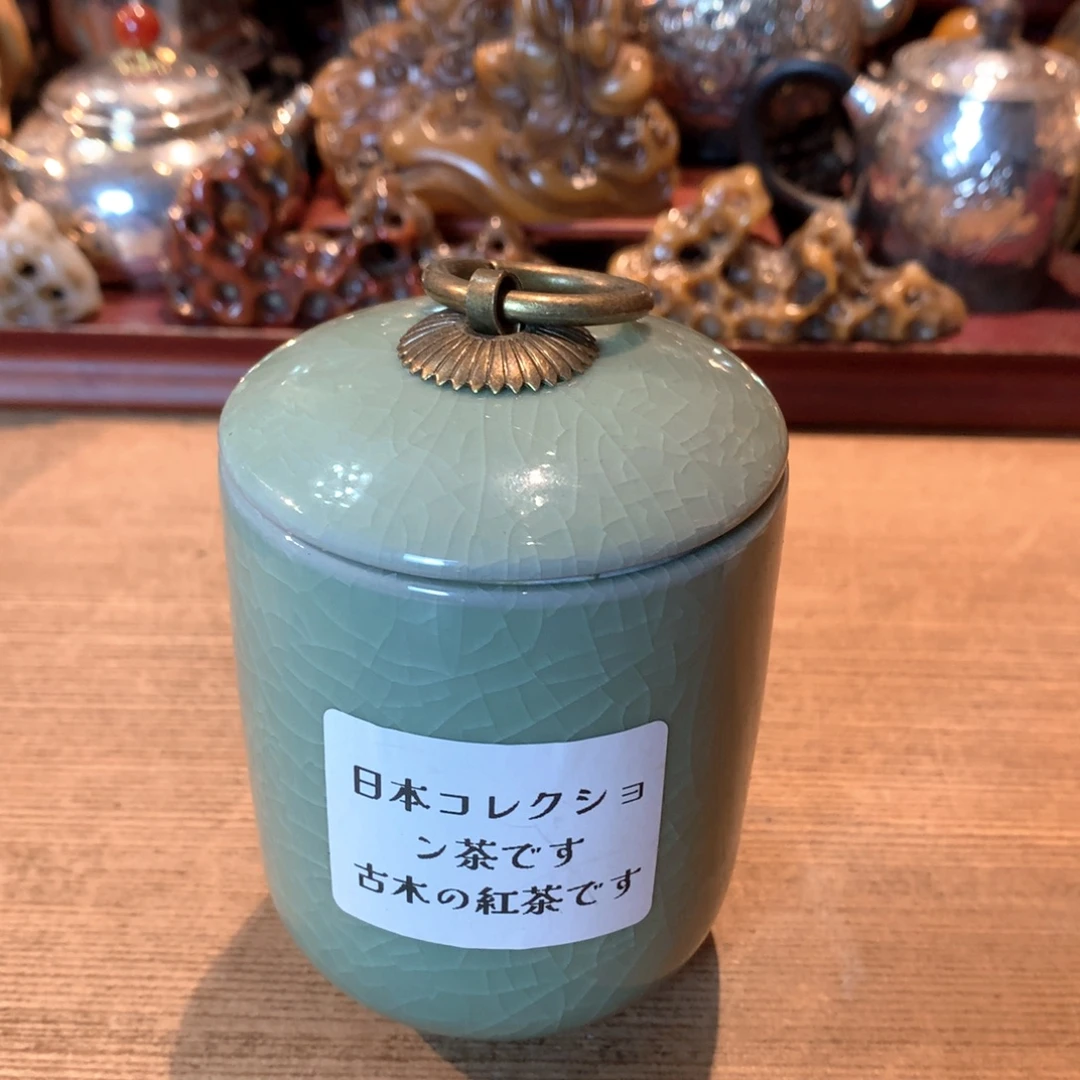 日本コレクショ
ン茶です
古木の紅茶です